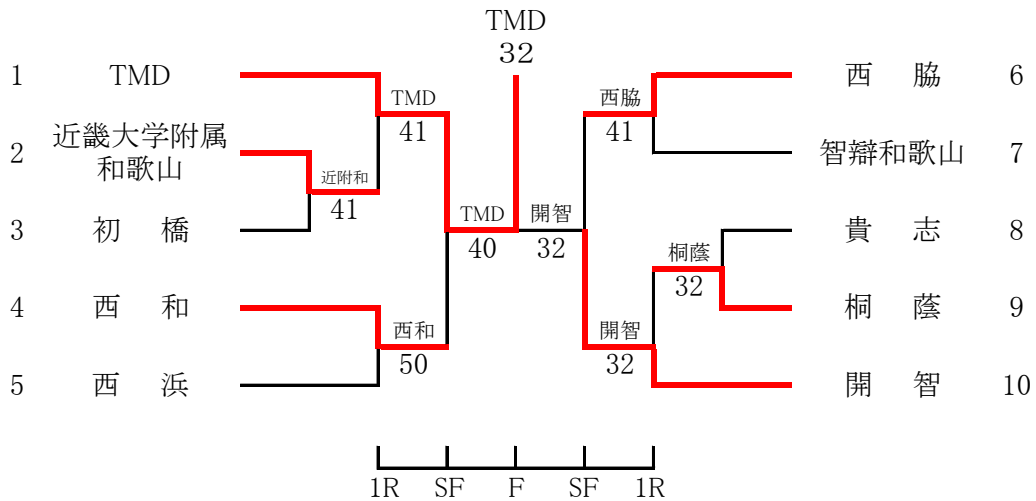 TMD
32
1 TMD
TMD
41
2 近畿大学附属
和歌山
近附和
41
3 初 橋
4 西 和
西和
50
5 西 浜
TMD
40
開智
32
西脇
41
西 脇 6
智辯和歌山 7
貴 志 8
桐蔭
32
桐 蔭 9
開智
32
開 智 10
1R SF F SF 1R